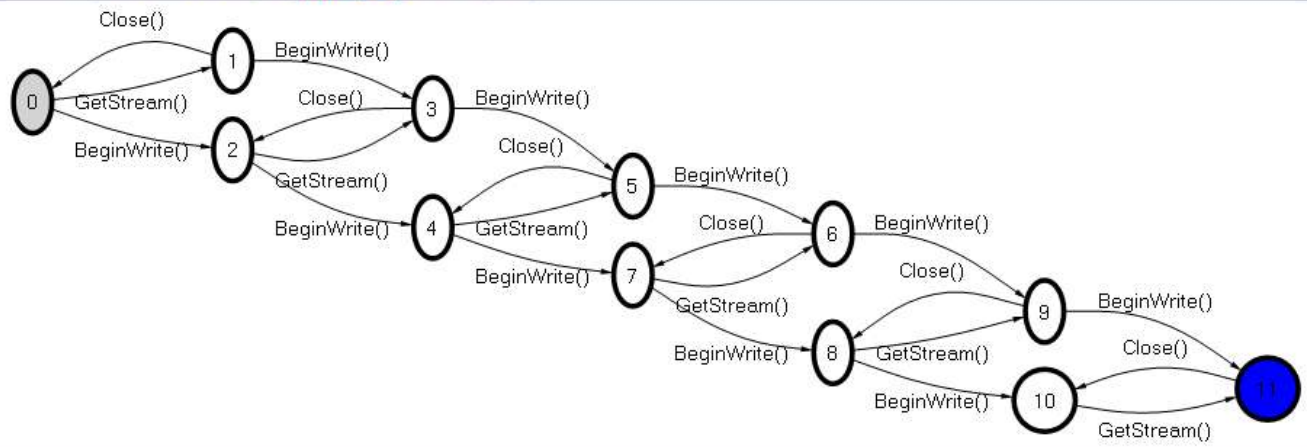 Close()
1
BeginWrite()
0
GetStream()
Close()
3
BeginWrite()
BeginWrite()
2
Close()
GetStream()
5
BeginWrite()
BeginWrite()
4
GetStream()
Close()
6
BeginWrite()
BeginWrite()
7
Close()
GetStream()
9
BeginWrite()
BeginWrite()
8
GetStream()
Close()
BeginWrite()
10
11
GetStream()